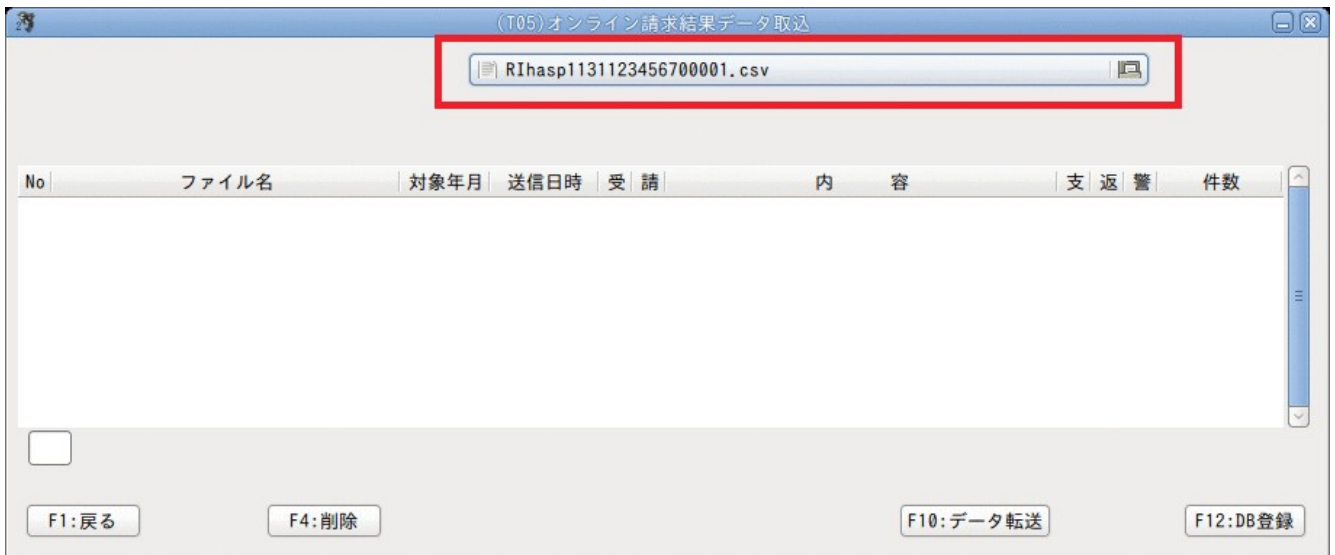 (T05)オンライン請求結果データ取込
RIhasp1131123456700001.csv
No ファイル名 対象年月 送信日時 受 請 内 容 支 返 警 件数
F1:戻る F4:削除 F10:データ転送 F12:DB登録